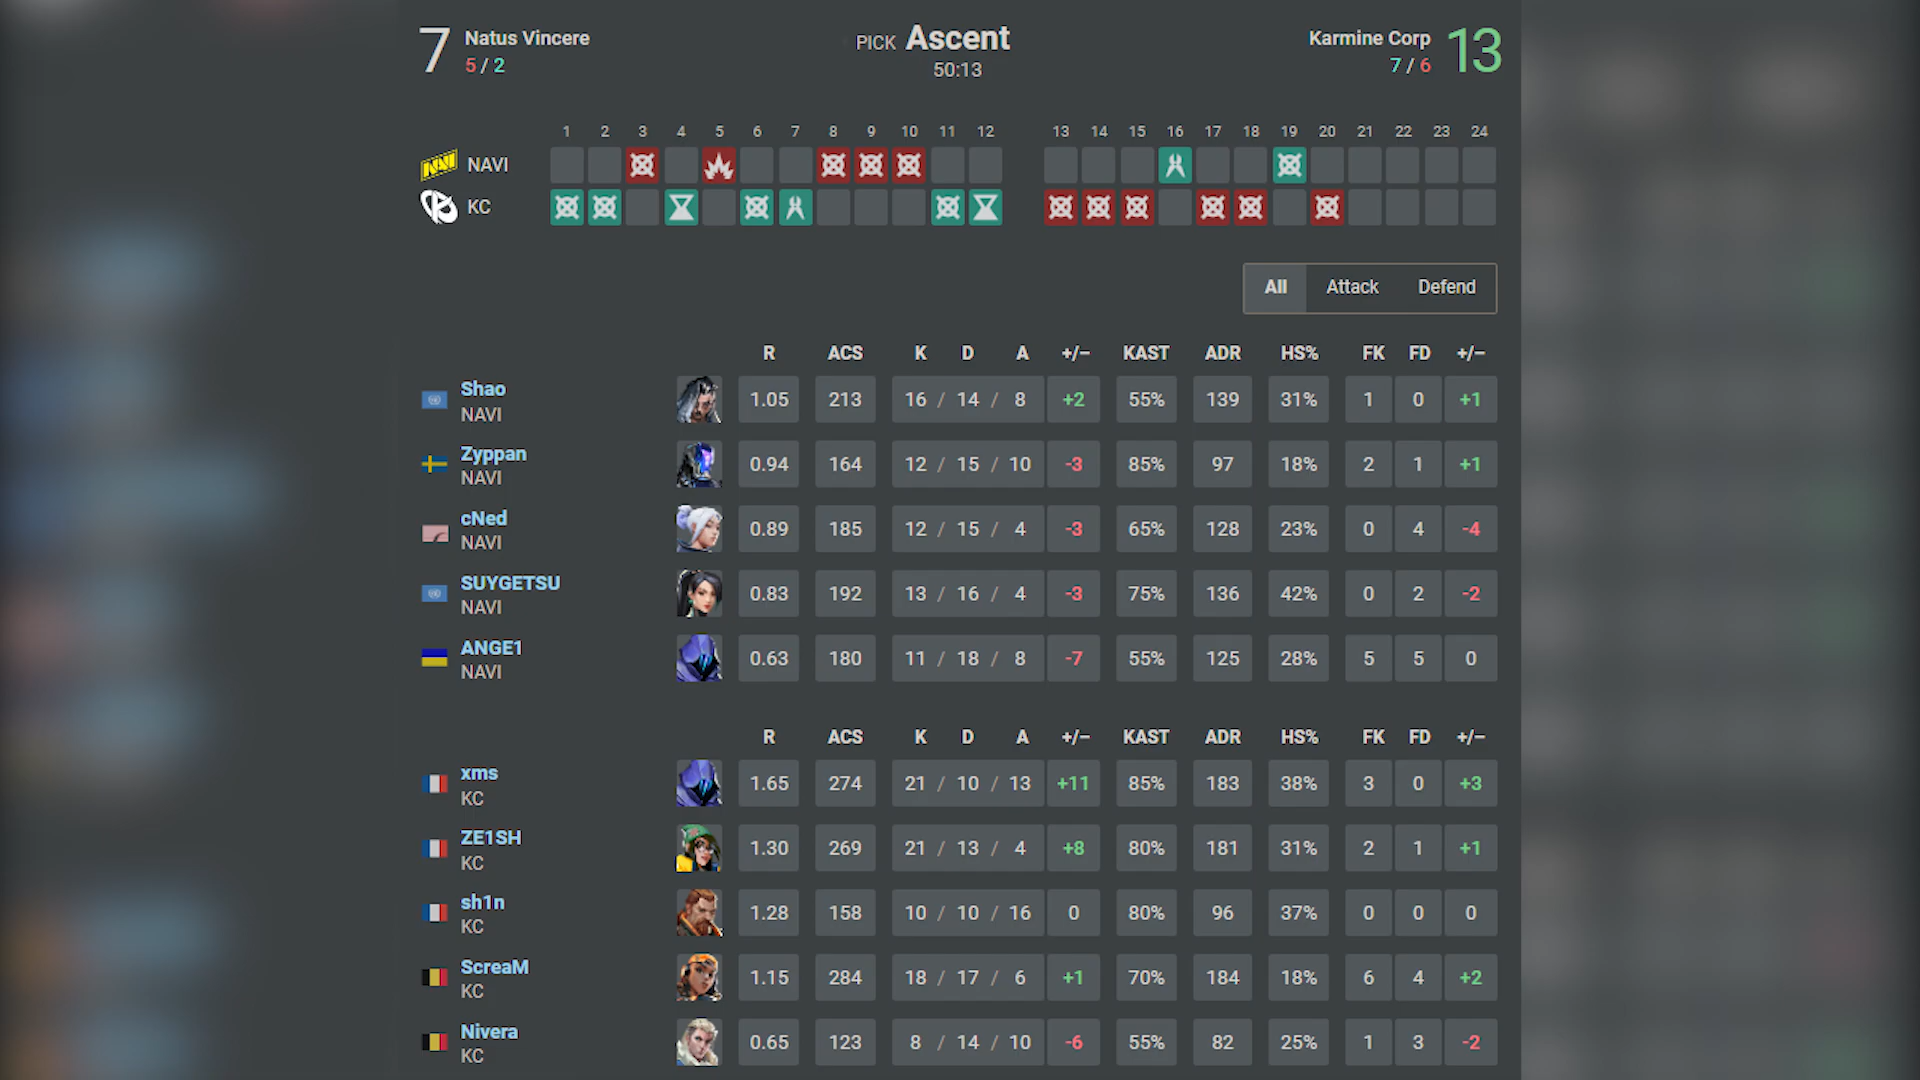 7 Natus Vincere PICK Ascent Karmine Corp 13
5 / 2 50:13 7 / 6
1 2 3 4 5 6 7 8 9 10 11 12 13 14 15 16 17 18 19 20 21 22 23 24
NAVI
KC
All Attack Defend
R ACS K D A +/− KAST ADR HS% FK FD +/−
Shao
NAVI
1.05 213 16 / 14 / 8 +2 55% 139 31% 1 0 +1
Zyppan
NAVI
0.94 164 12 / 15 / 10 -3 85% 97 18% 2 1 +1
cNed
NAVI
0.89 185 12 / 15 / 4 -3 65% 128 23% 0 4 -4
SUYGETSU
NAVI
0.83 192 13 / 16 / 4 -3 75% 136 42% 0 2 -2
ANGE1
NAVI
0.63 180 11 / 18 / 8 -7 55% 125 28% 5 5 0
R ACS K D A +/− KAST ADR HS% FK FD +/−
xms
KC
1.65 274 21 / 10 / 13 +11 85% 183 38% 3 0 +3
ZE1SH
KC
1.30 269 21 / 13 / 4 +8 80% 181 31% 2 1 +1
sh1n
KC
1.28 158 10 / 10 / 16 0 80% 96 37% 0 0 0
ScreaM
KC
1.15 284 18 / 17 / 6 +1 70% 184 18% 6 4 +2
Nivera
KC
0.65 123 8 / 14 / 10 -6 55% 82 25% 1 3 -2